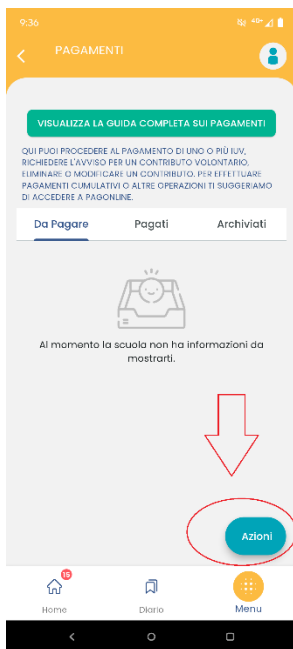 9:36
4G+
PAGAMENTI
VISUALIZZA LA GUIDA COMPLETA SUI PAGAMENTI
QUI PUOI PROCEDERE AL PAGAMENTO DI UNO O PIÙ IUV,
RICHIEDERE L'AVVISO PER UN CONTRIBUTO VOLONTARIO,
ELIMINARE O MODIFICARE UN CONTRIBUTO. PER EFFETTUARE
PAGAMENTI CUMULATIVI O ALTRE OPERAZIONI TI SUGGERIAMO
DI ACCEDERE A PAGONLINE.
Da Pagare Pagati Archiviati
Al momento la scuola non ha informazioni da
mostrarti.
Azioni
15
Home Diario Menu